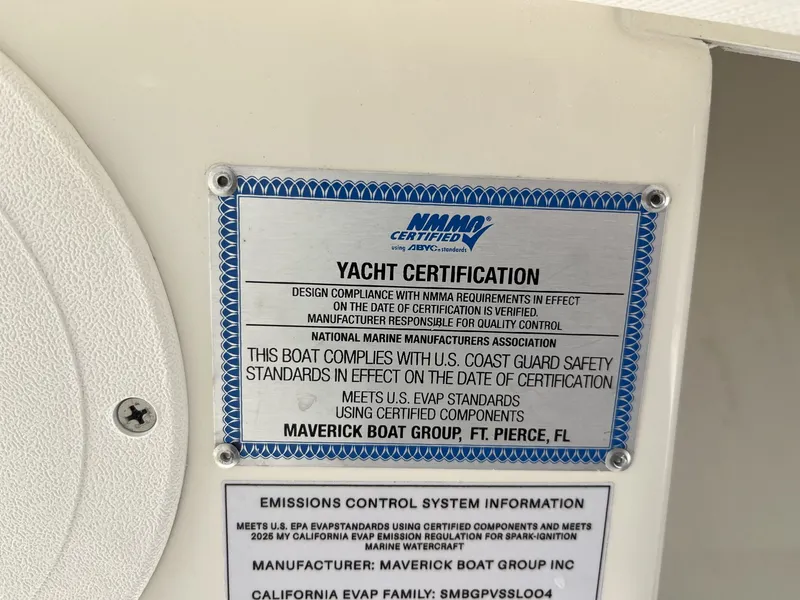 NMMA®
CERTIFIED
using ABYC standards
YACHT CERTIFICATION
DESIGN COMPLIANCE WITH NMMA REQUIREMENTS IN EFFECT
ON THE DATE OF CERTIFICATION IS VERIFIED.
MANUFACTURER RESPONSIBLE FOR QUALITY CONTROL
NATIONAL MARINE MANUFACTURERS ASSOCIATION
THIS BOAT COMPLIES WITH U.S. COAST GUARD SAFETY
STANDARDS IN EFFECT ON THE DATE OF CERTIFICATION
MEETS U.S. EVAP STANDARDS
USING CERTIFIED COMPONENTS
MAVERICK BOAT GROUP, FT. PIERCE, FL
EMISSIONS CONTROL SYSTEM INFORMATION
MEETS U.S. EPA EVAPSTANDARDS USING CERTIFIED COMPONENTS AND MEETS
2025 MY CALIFORNIA EVAP EMISSION REGULATION FOR SPARK-IGNITION
MARINE WATERCRAFT
MANUFACTURER: MAVERICK BOAT GROUP INC
CALIFORNIA EVAP FAMILY: SMBGPVSSL004